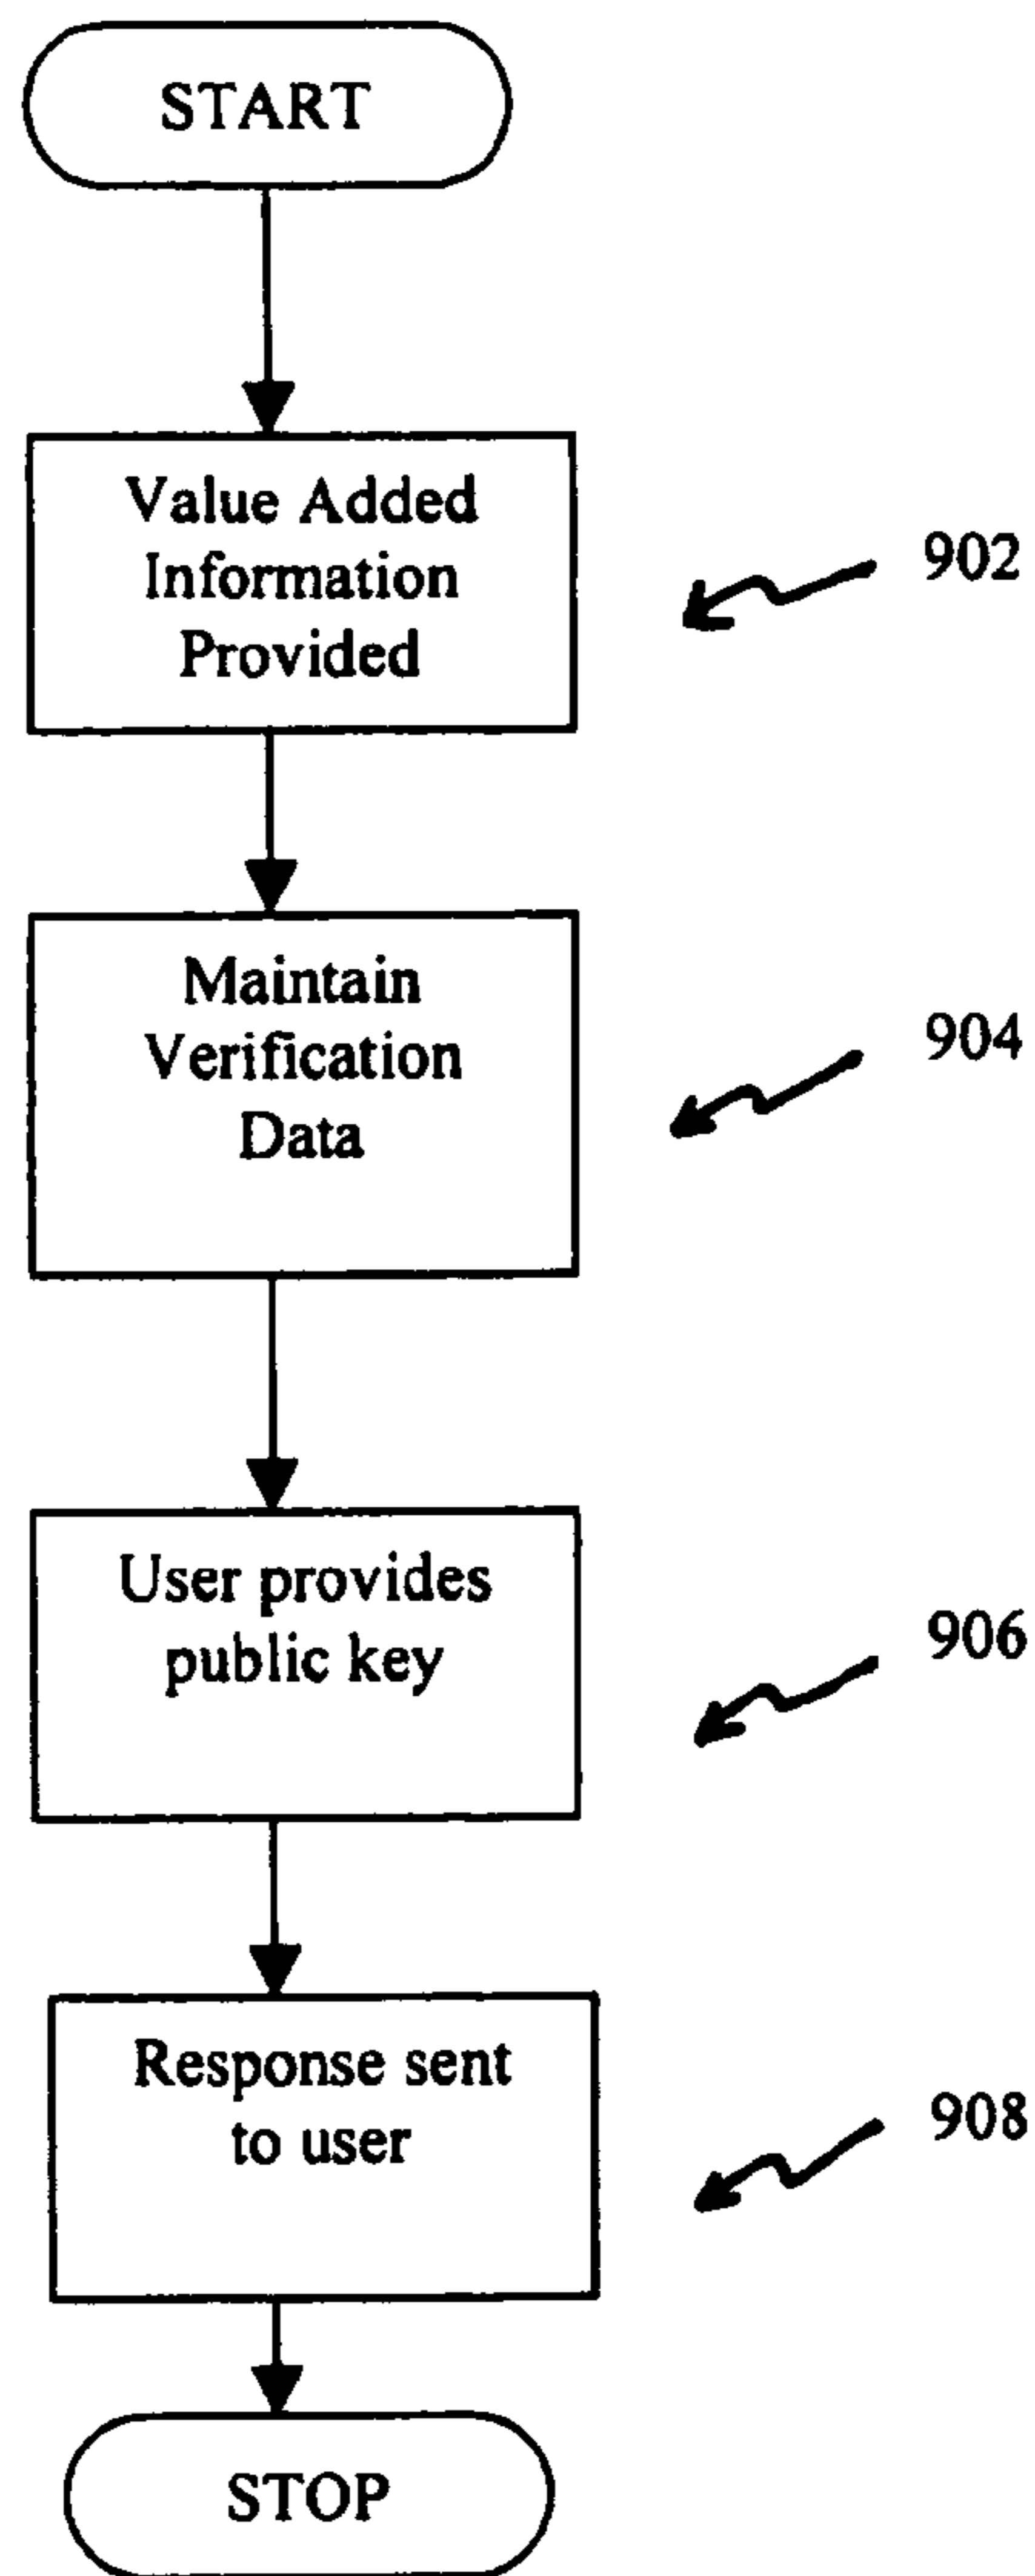 START
Value Added
Information
Provided
902
Maintain
Verification
Data
904
User provides
public key
906
Response sent
to user
908
STOP